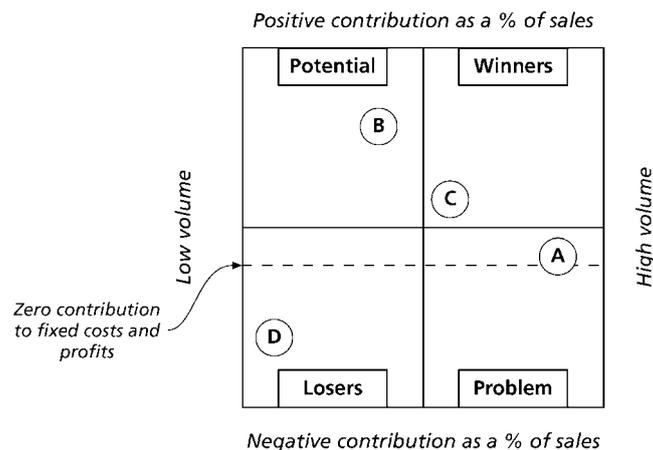 Positive contribution as a % of sales
Potential
Winners
B
Low volume
C
High volume
A
Zero contribution
to fixed costs and
profits
D
Losers
Problem
Negative contribution as a % of sales